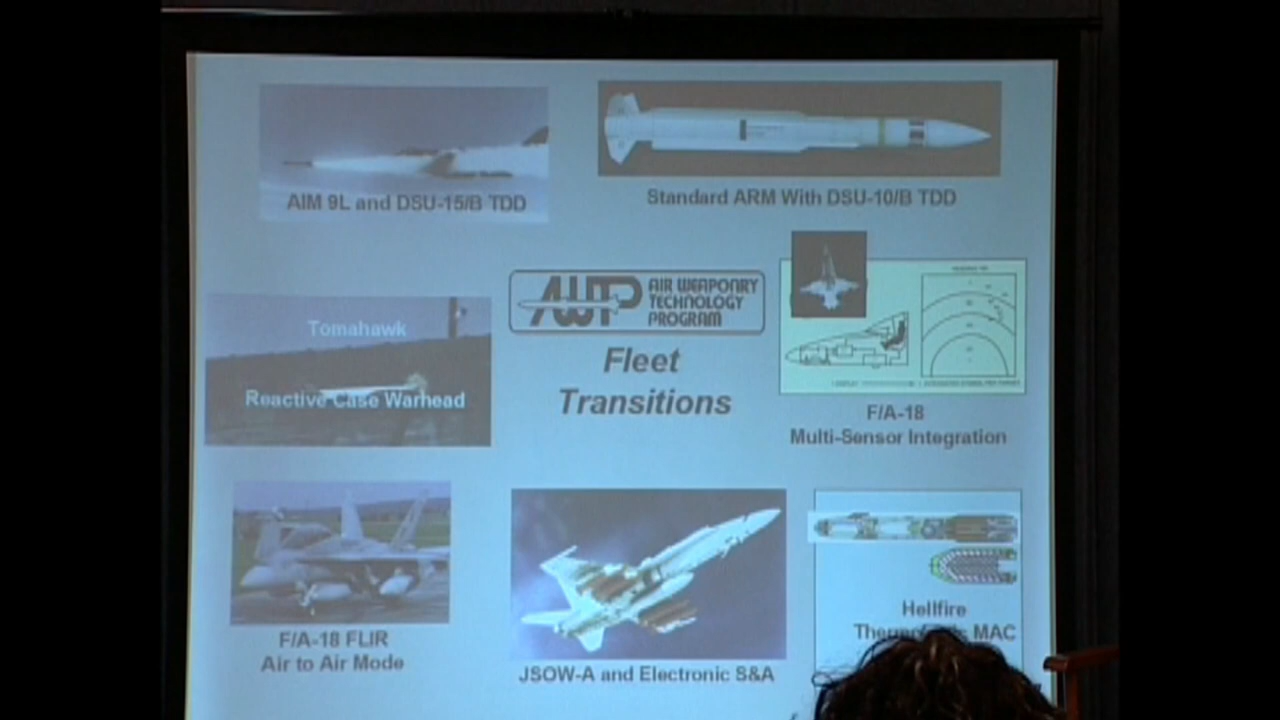 AIM 9L and DSU-15/B TDD
Standard ARM With DSU-10/B TDD
AWTP
AIR WEAPONRY
TECHNOLOGY
PROGRAM
Fleet
Transitions
Tomahawk
Reactive Case Warhead
F/A-18
Multi-Sensor Integration
F/A-18 FLIR
Air to Air Mode
JSOW-A and Electronic S&A
Hellfire
MAC